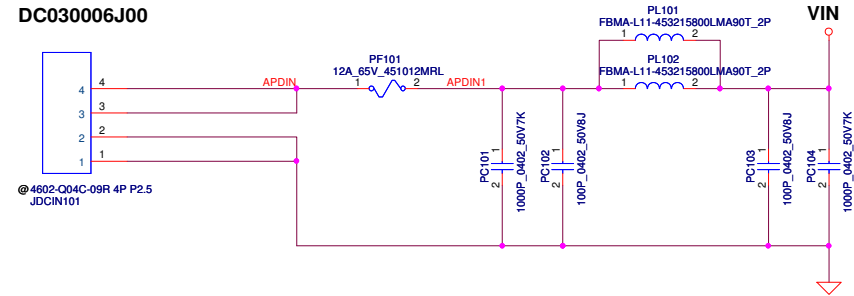 DC030006J00
PL101
FBMA-L11-453215800LMA90T_2P
1 2
VIN
PF101
12A_65V_451012MRL
PL102
FBMA-L11-453215800LMA90T_2P
1 2
4 4
APDIN
1 2
APDIN1
3 3
2 2
1 1
@ 4602-Q04C-09R 4P P2.5
JDCIN101
PC101
1
2
1000P_0402_50V7K
PC102
1
2
100P_0402_50V8J
PC103
1
2
100P_0402_50V8J
PC104
1
2
1000P_0402_50V7K